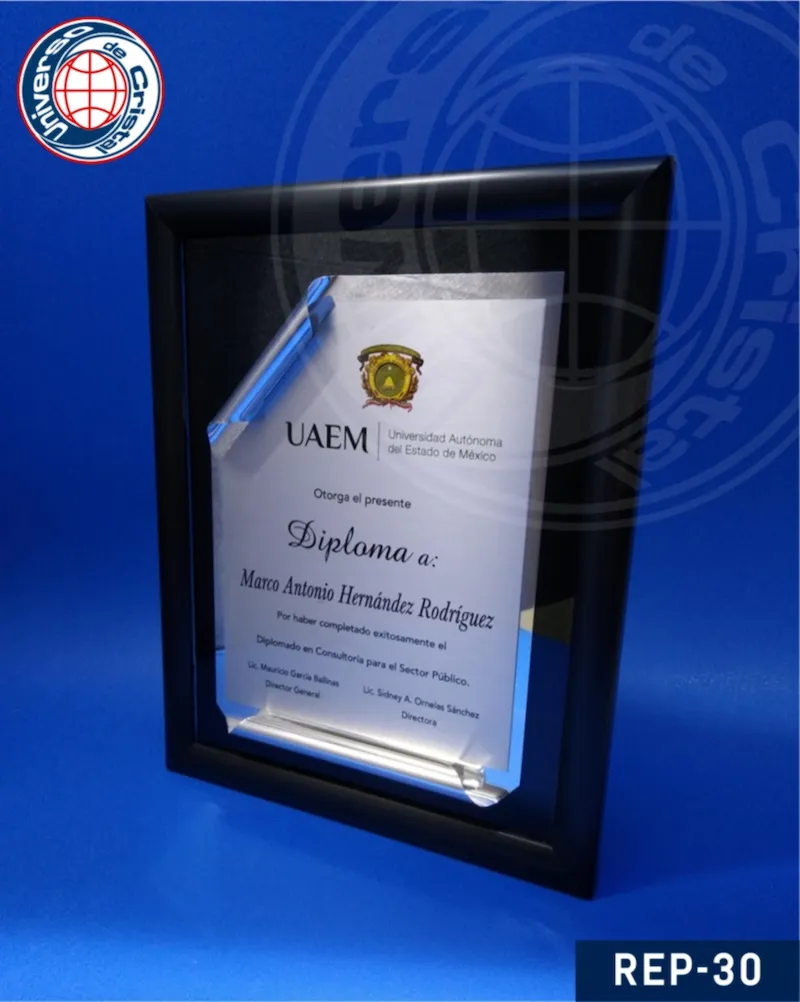 Universo de Cristal
UAEM
Universidad Autónoma
del Estado de México
Otorga el presente
Diploma a:
Marco Antonio Hernández Rodríguez
Por haber completado exitosamente el
Diplomado en Consultoría para el Sector Público.
Lic. Mauricio García Bellinas
Director General
Lic. Sidney A. Ornelas Sánchez
Directora
REP-30